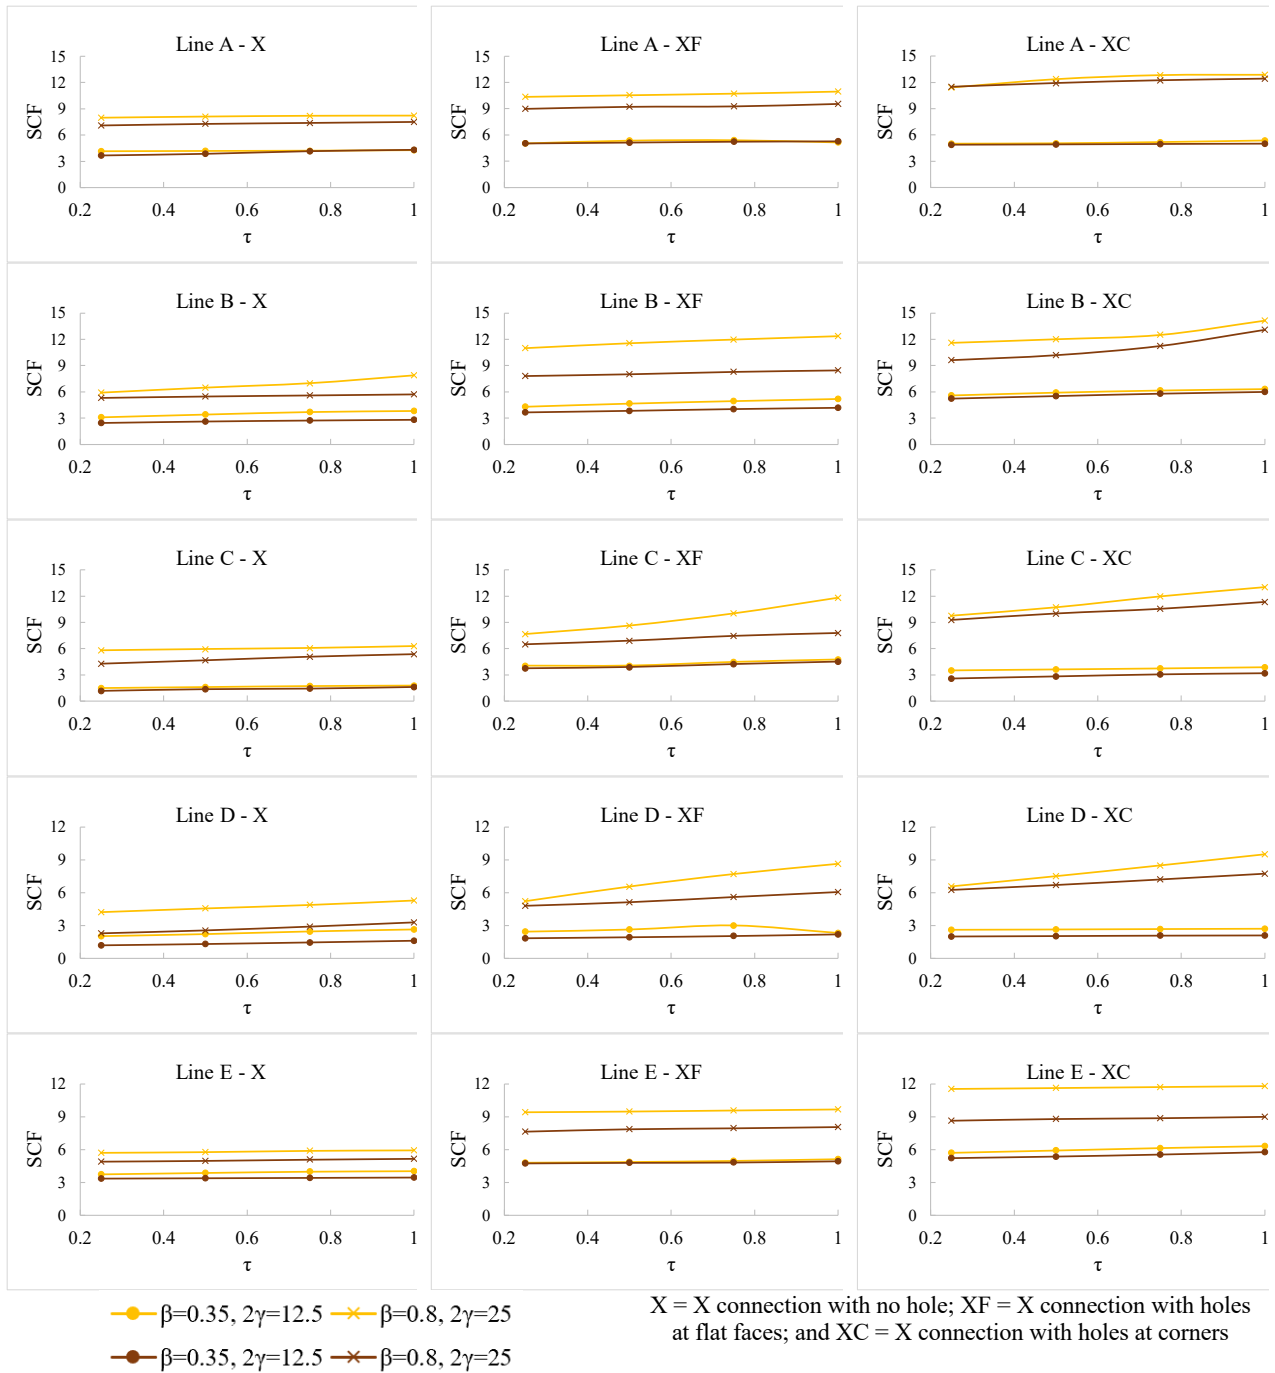 Line A - X
15
12
9
6
3
0
SCF
0.2 0.4 0.6 0.8 1
τ
Line A - XF
15
12
9
6
3
0
SCF
0.2 0.4 0.6 0.8 1
τ
Line A - XC
15
12
9
6
3
0
SCF
0.2 0.4 0.6 0.8 1
τ
Line B - X
15
12
9
6
3
0
SCF
0.2 0.4 0.6 0.8 1
τ
Line B - XF
15
12
9
6
3
0
SCF
0.2 0.4 0.6 0.8 1
τ
Line B - XC
15
12
9
6
3
0
SCF
0.2 0.4 0.6 0.8 1
τ
Line C - X
15
12
9
6
3
0
SCF
0.2 0.4 0.6 0.8 1
τ
Line C - XF
15
12
9
6
3
0
SCF
0.2 0.4 0.6 0.8 1
τ
Line C - XC
15
12
9
6
3
0
SCF
0.2 0.4 0.6 0.8 1
τ
Line D - X
12
9
6
3
0
SCF
0.2 0.4 0.6 0.8 1
τ
Line D - XF
12
9
6
3
0
SCF
0.2 0.4 0.6 0.8 1
τ
Line D - XC
12
9
6
3
0
SCF
0.2 0.4 0.6 0.8 1
τ
Line E - X
12
9
6
3
0
SCF
0.2 0.4 0.6 0.8 1
τ
Line E - XF
12
9
6
3
0
SCF
0.2 0.4 0.6 0.8 1
τ
Line E - XC
12
9
6
3
0
SCF
0.2 0.4 0.6 0.8 1
τ
β=0.35, 2γ=12.5 β=0.8, 2γ=25
β=0.35, 2γ=12.5 β=0.8, 2γ=25
X = X connection with no hole; XF = X connection with holes
at flat faces; and XC = X connection with holes at corners